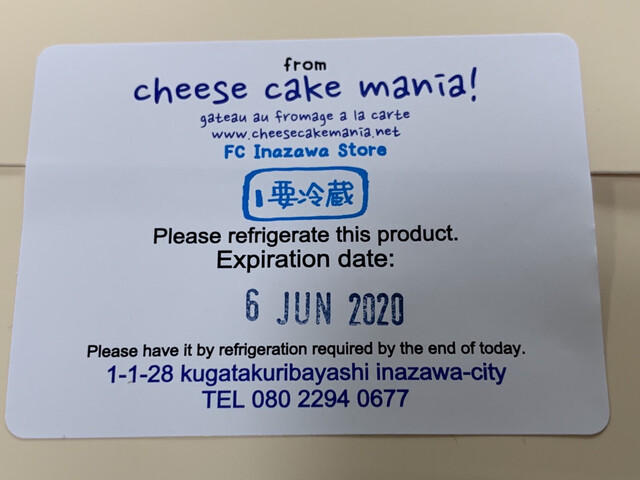 from
cheese cake mania!
gateau au fromage a la carte
www.cheesecakemania.net
FC Inazawa Store
要冷蔵
Please refrigerate this product.
Expiration date:
6 JUN 2020
Please have it by refrigeration required by the end of today.
1-1-28 kugatakuribayashi inazawa-city
TEL 080 2294 0677